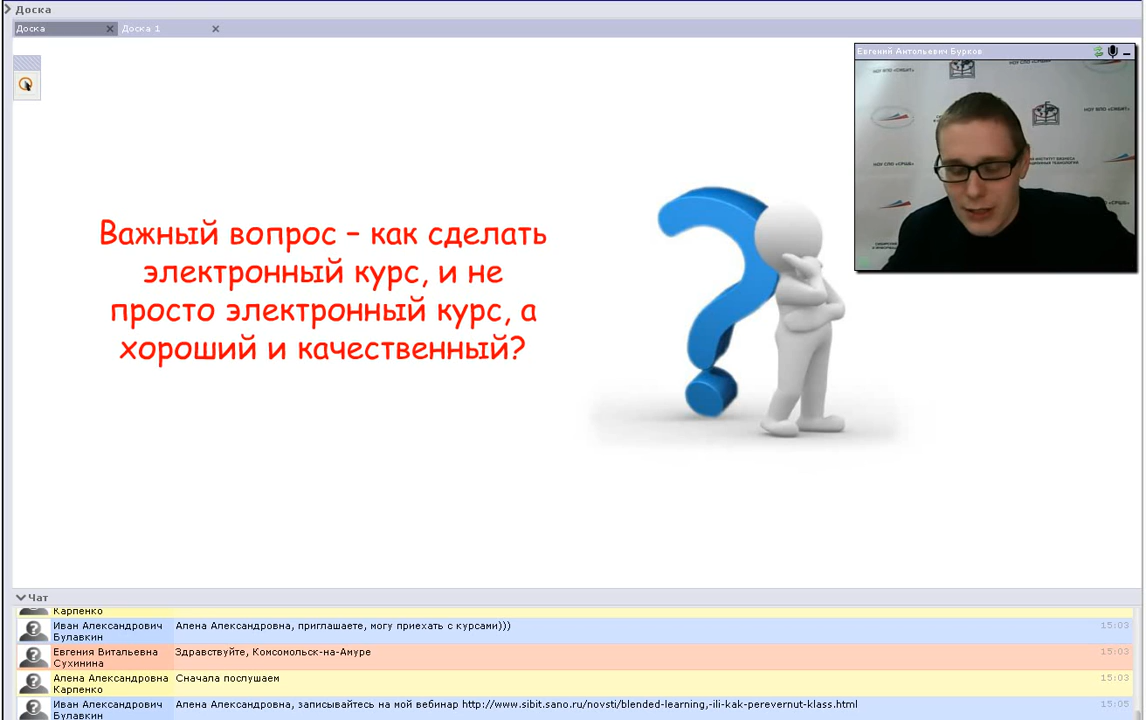 Доска
Доска
Доска 1
Евгений Антольевич Бурков
НОУ ВПО «СИБИТ»
Важный вопрос – как сделать
электронный курс, и не
просто электронный курс, а
хороший и качественный?
Чат
Карпенко
Иван Александрович Булавкин
Алена Александровна, приглашаете, могу приехать с курсами)))
15:03
Евгения Витальевна Сухинина
Здравствуйте, Комсомольск-на-Амуре
15:03
Алена Александровна Карпенко
Сначала послушаем
15:03
Иван Александрович Булавкин
Алена Александровна, записывайтесь на мой вебинар http://www.sibit.sano.ru/novsti/blended-learning,-ili-kak-perevernut-klass.html
15:05